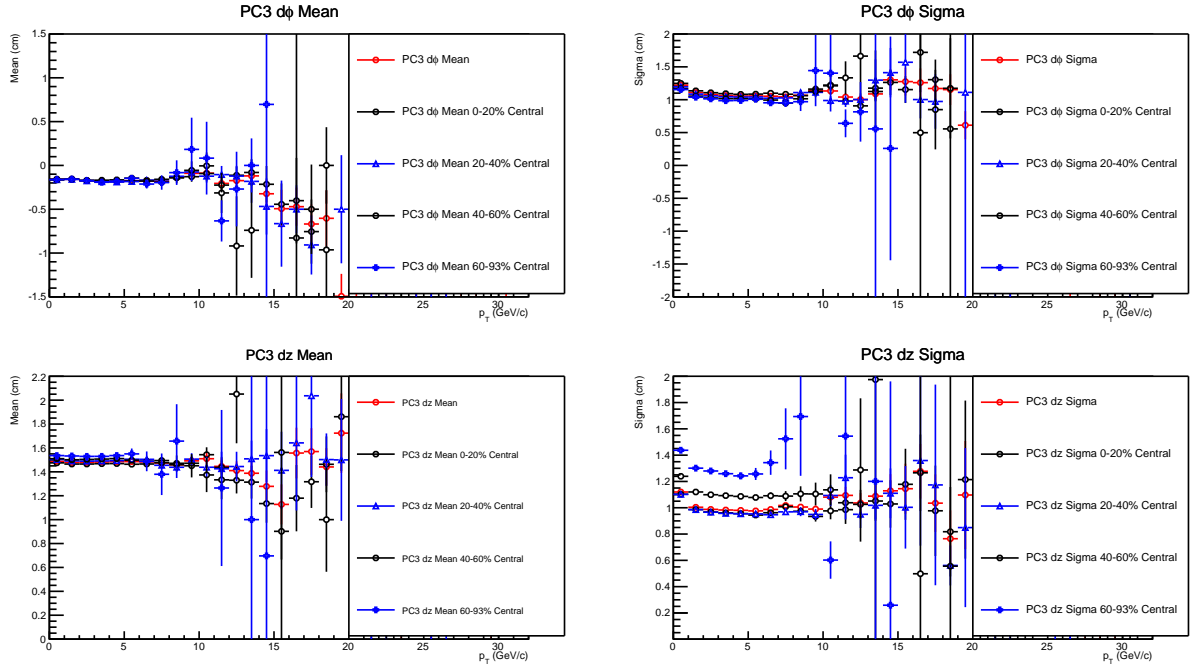 PC3 dϕ Mean
Mean (cm)
1.5
1
0.5
0
-0.5
-1
-1.5
0 5 10 15 20 25 30
p_T (GeV/c)
PC3 dϕ Mean
PC3 dϕ Mean 0-20% Central
PC3 dϕ Mean 20-40% Central
PC3 dϕ Mean 40-60% Central
PC3 dϕ Mean 60-93% Central
PC3 dϕ Sigma
Sigma (cm)
2
1.5
1
0.5
0
-0.5
1
-1.5
-2
0 5 10 15 20 25 30
p_T (GeV/c)
PC3 dϕ Sigma
PC3 dϕ Sigma 0-20% Central
PC3 dϕ Sigma 20-40% Central
PC3 dϕ Sigma 40-60% Central
PC3 dϕ Sigma 60-93% Central
PC3 dz Mean
Mean (cm)
2.2
2
1.8
1.6
1.4
1.2
1
0.8
0.6
0.4
0.2
0
0 5 10 15 20 25 30
p_T (GeV/c)
PC3 dz Mean
PC3 dz Mean 0-20% Central
PC3 dz Mean 20-40% Central
PC3 dz Mean 40-60% Central
PC3 dz Mean 60-93% Central
PC3 dz Sigma
Sigma (cm)
2
1.8
1.6
1.4
1.2
1
0.8
0.6
0.4
0.2
0 5 10 15 20 25 30
p_T (GeV/c)
PC3 dz Sigma
PC3 dz Sigma 0-20% Central
PC3 dz Sigma 20-40% Central
PC3 dz Sigma 40-60% Central
PC3 dz Sigma 60-93% Central